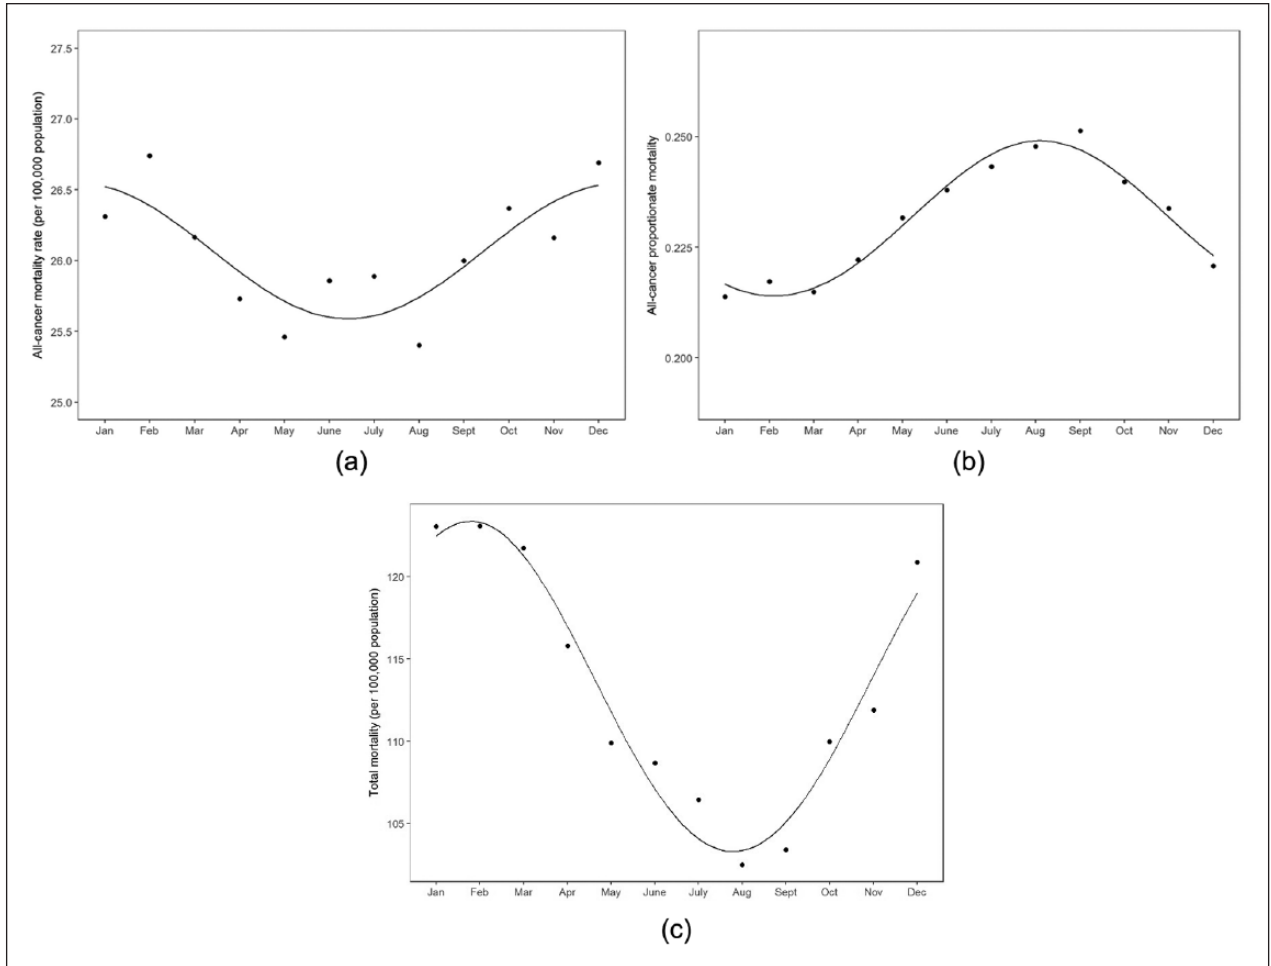 All-cancer mortality rate (per 100,000 population)
27.5
27.0
26.5
26.0
25.5
25.0
Jan Feb Mar Apr May June July Aug Sept Oct Nov Dec
(a)
All-cancer proportionate mortality
0.250
0.225
0.200
Jan Feb Mar Apr May June July Aug Sept Oct Nov Dec
(b)
Total mortality (per 100,000 population)
120
115
110
105
Jan Feb Mar Apr May June July Aug Sept Oct Nov Dec
(c)